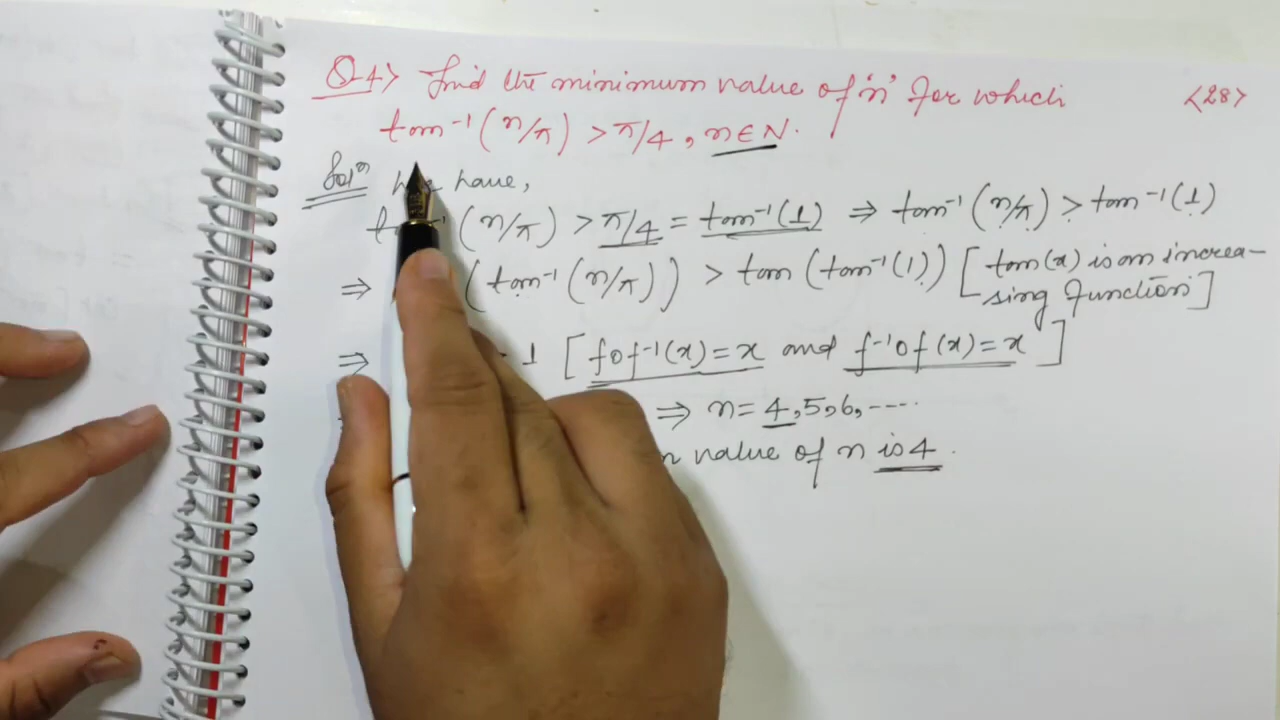 Q-4> Find the minimum value of 'n' for which <28>
tan⁻¹(n/π) > π/4, n∈N.
Solⁿ have,
(n/π) > π/4 = tan⁻¹(1) ⇒ tan⁻¹(n/π) > tan⁻¹(1)
⇒ (tan⁻¹(n/π)) > tan(tan⁻¹(1)) [tan(x) is an increa-
sing function]
⇒ 1 [fof⁻¹(x)=x and f⁻¹of(x)=x]
⇒ n=4,5,6,----
value of n is 4.